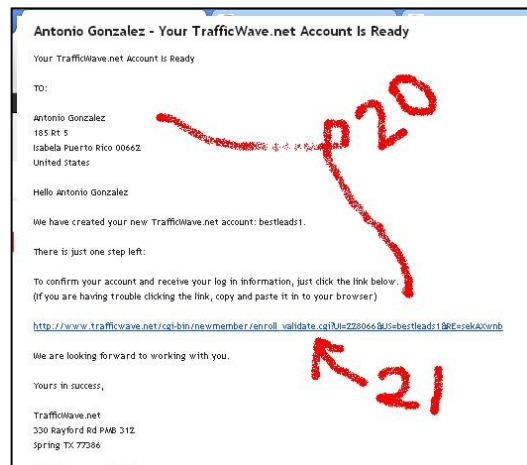 Antonio Gonzalez - Your TrafficWave.net Account Is Ready
Your TrafficWave.net Account Is Ready
TO:
Antonio Gonzalez
185 Rt 5
Isabela Puerto Rico 00662
United States
Hello Antonio Gonzalez
We have created your new TrafficWave.net account: bestleads1.
There is just one step left:
To confirm your account and receive your log in information, just click the link below.
(If you are having trouble clicking the link, copy and paste it in to your browser)
http://www.trafficwave.net/cgi-bin/newmember/enroll_validate.cgi?UI=228066&US=bestleads1&RE=sekAXwnb
We are looking forward to working with you.
Yours in success,
TrafficWave.net
330 Rayford Rd PMB 312
Spring TX 77386
20
21